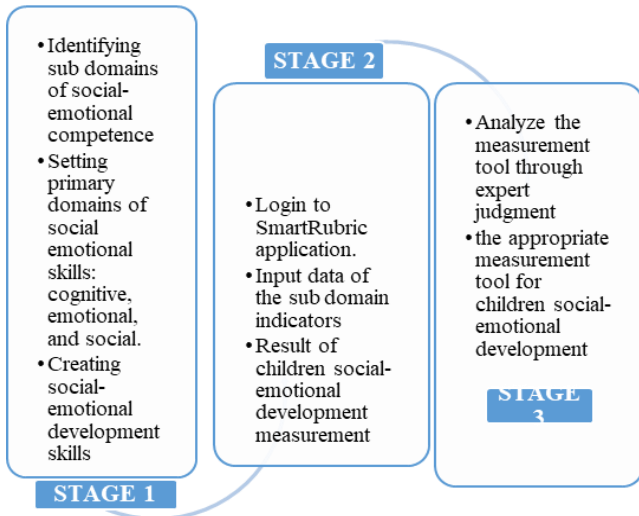 •Identifying
sub domains
of social-
emotional
competence
•Setting
primary
domains of
social
emotional
skills:
cognitive,
emotional,
and social.
•Creating
social-
emotional
development
skills
STAGE 1
STAGE 2
•Login to
SmartRubric
application.
•Input data of
the sub domain
indicators
•Result of
children social-
emotional
development
measurement
•Analyze the
measurement
tool through
expert
judgment
•the appropriate
measurement
tool for
children social-
emotional
development
STAGE
3